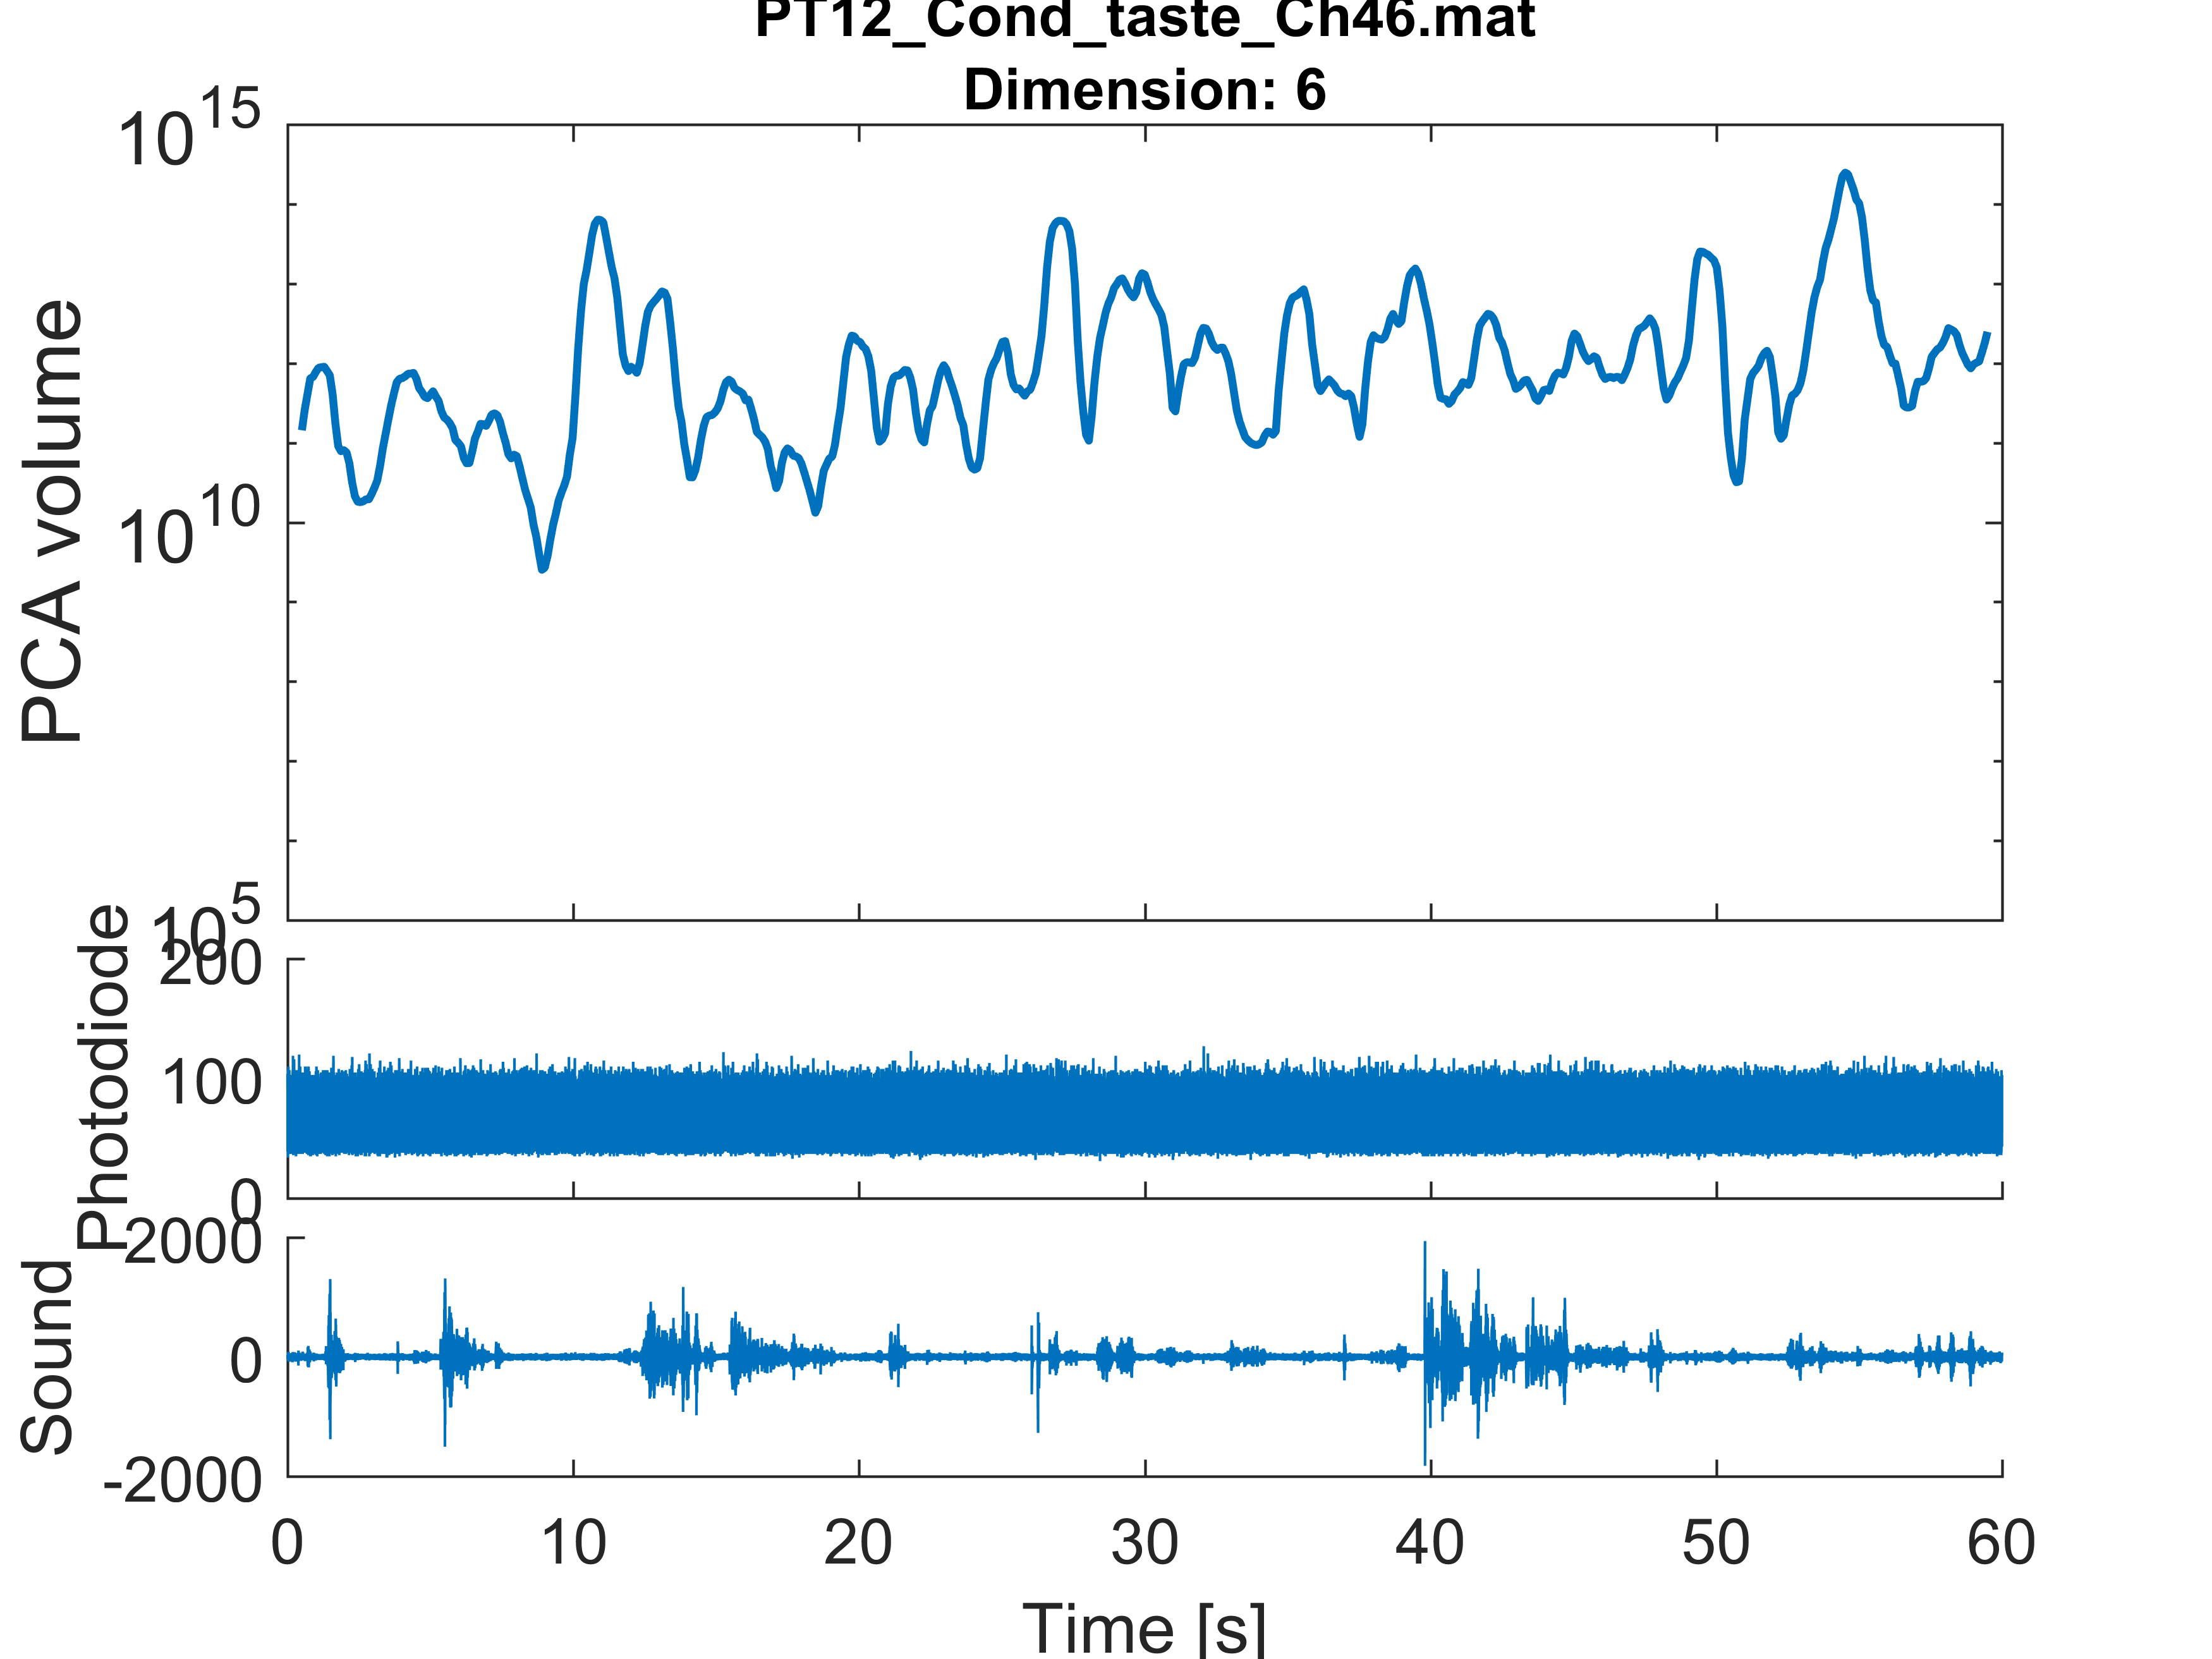 PT12_Cond_taste_Ch46.mat
Dimension: 6
PCA volume
10^15
10^10
10^5
Photodiode
200
100
0
Sound
2000
0
-2000
0 10 20 30 40 50 60
Time [s]